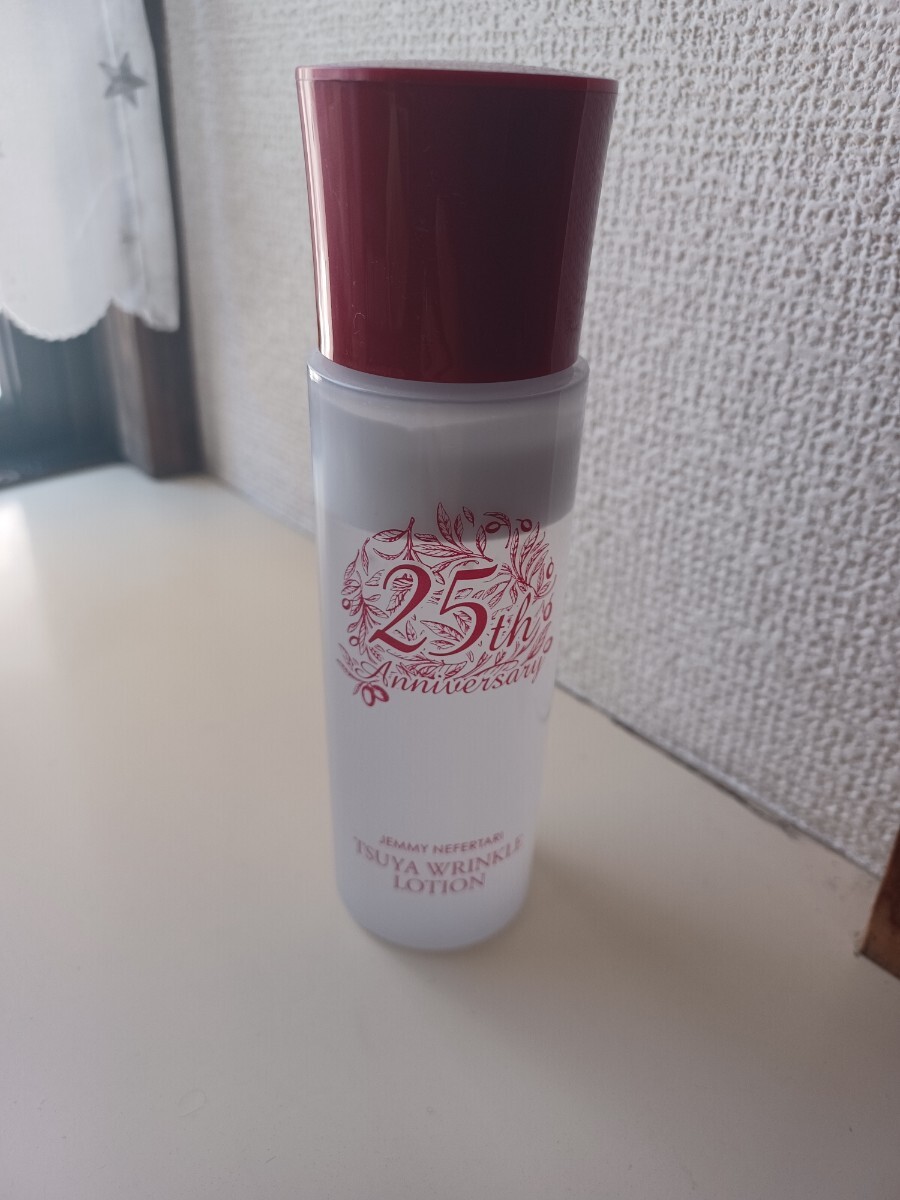 25th
Anniversary
JEMMY NEFERTARI
TSUYA WRINKLE
LOTION